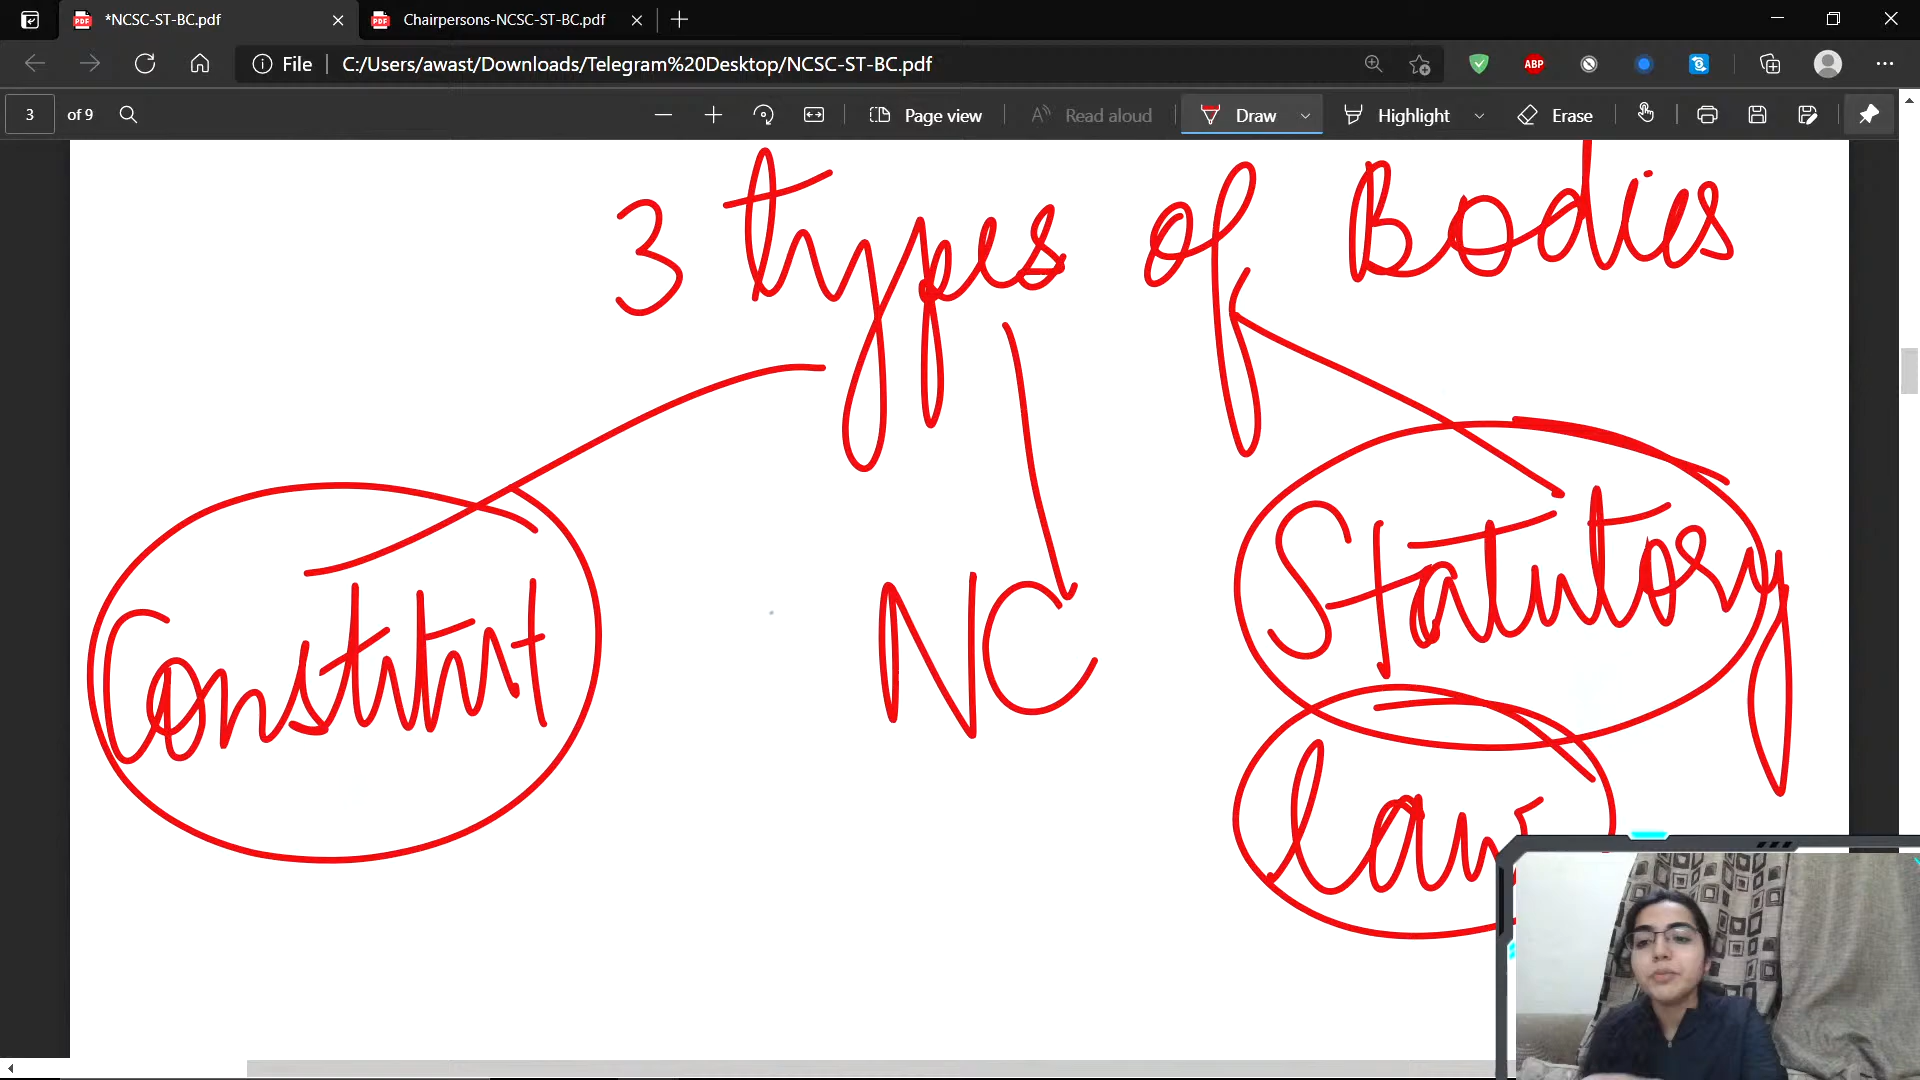 *NCSC-ST-BC.pdf
Chairpersons-NCSC-ST-BC.pdf
File
C:/Users/awast/Downloads/Telegram%20Desktop/NCSC-ST-BC.pdf
ABP
3 of 9
Page view
Read aloud
Draw
Highlight
Erase
3 types of Bodies
Constitut
NC
Statutory
law